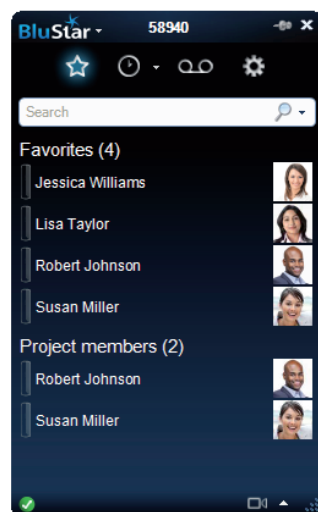 BluStar 58940
Search
Favorites (4)
Jessica Williams
Lisa Taylor
Robert Johnson
Susan Miller
Project members (2)
Robert Johnson
Susan Miller